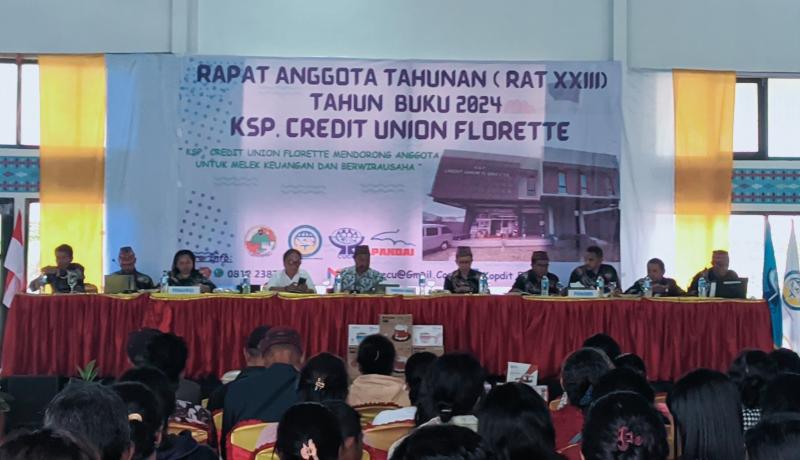 RAPAT ANGGOTA TAHUNAN ( RAT XXIII)
TAHUN BUKU 2024
KSP. CREDIT UNION FLORETTE
" KSP. CREDIT UNION FLORETTE MENDORONG ANGGOTA
UNTUK MELEK KEUANGAN DAN BERWIRAUSAHA "
PANDAI